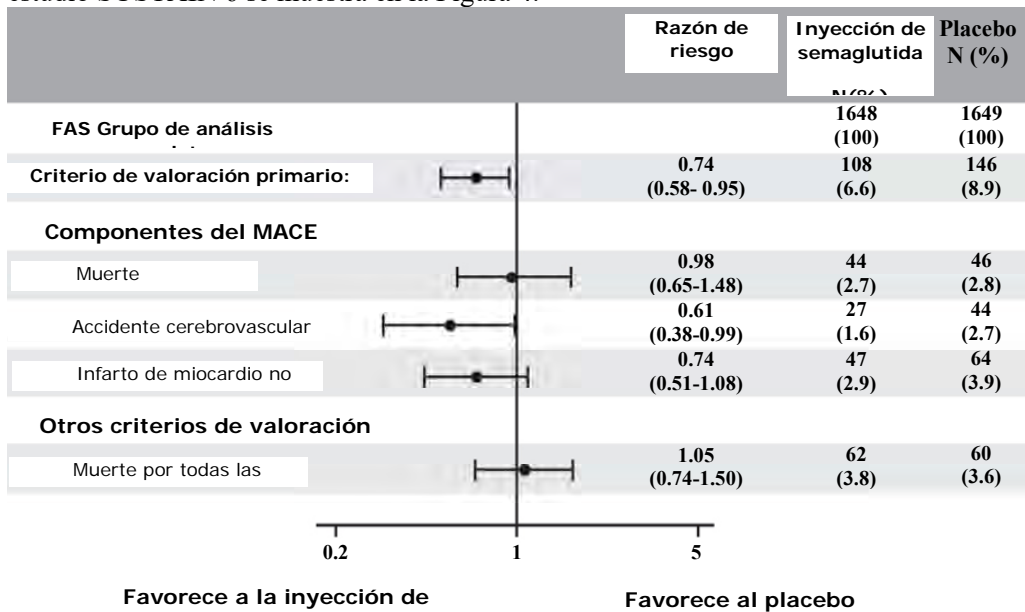 Razón de riesgo
Inyección de semaglutida
Placebo N (%)
FAS Grupo de análisis
1648 (100)
1649 (100)
Criterio de valoración primario:
0.74 (0.58- 0.95)
108 (6.6)
146 (8.9)
Componentes del MACE
Muerte
0.98 (0.65-1.48)
44 (2.7)
46 (2.8)
Accidente cerebrovascular
0.61 (0.38-0.99)
27 (1.6)
44 (2.7)
Infarto de miocardio no
0.74 (0.51-1.08)
47 (2.9)
64 (3.9)
Otros criterios de valoración
Muerte por todas las
1.05 (0.74-1.50)
62 (3.8)
60 (3.6)
0.2 1 5
Favorece a la inyección de
Favorece al placebo